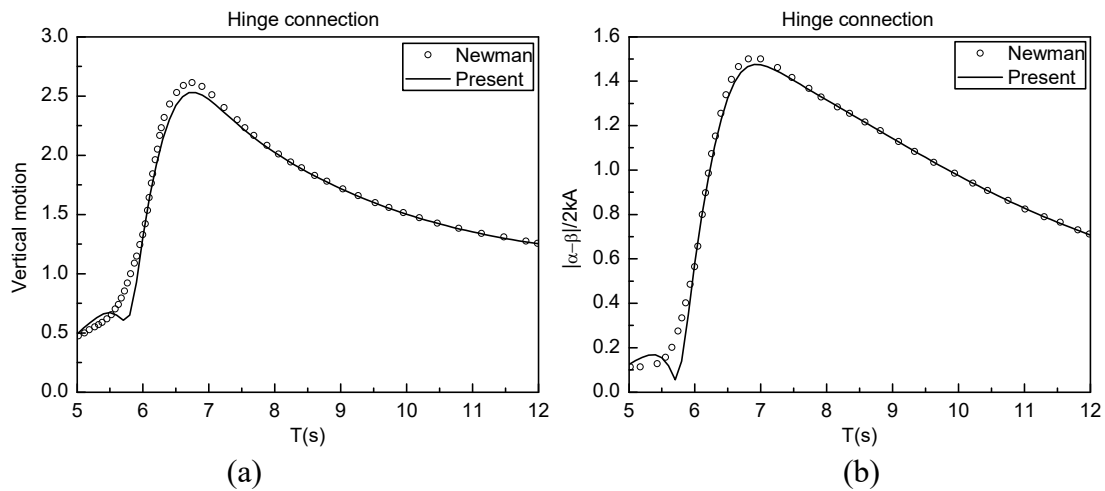 Hinge connection
3.0
2.5
2.0
1.5
1.0
0.5
0.0
Vertical motion
Newman
Present
5 6 7 8 9 10 11 12
T(s)
(a)
Hinge connection
1.6
1.4
1.2
1.0
0.8
0.6
0.4
0.2
0.0
|α−β|/2kA
Newman
Present
5 6 7 8 9 10 11 12
T(s)
(b)